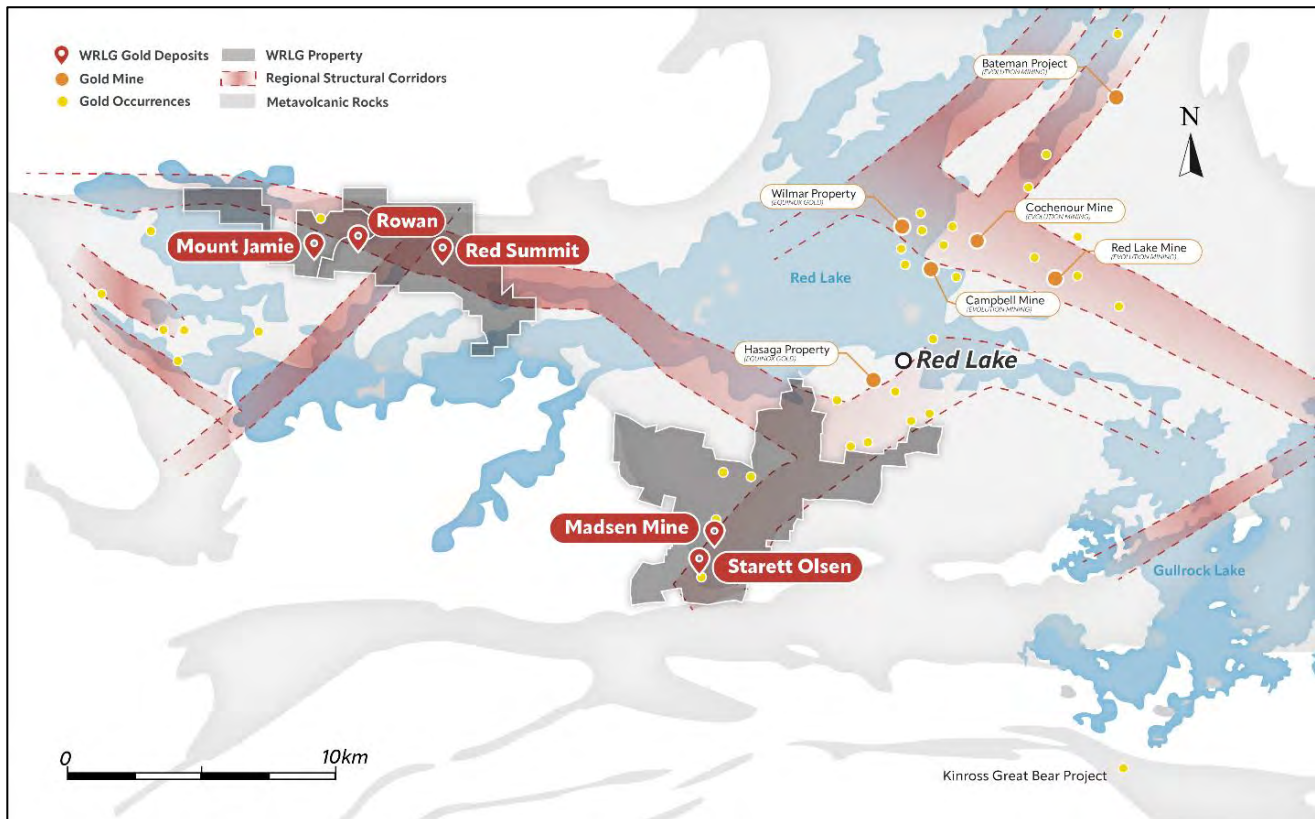 WRLG Gold Deposits
Gold Mine
Gold Occurrences
WRLG Property
Regional Structural Corridors
Metavolcanic Rocks
Bateman Project
(EVOLUTION MINING)
N
Wilmar Property
(EQUINOX GOLD)
Cochenour Mine
(EVOLUTION MINING)
Rowan
Mount Jamie
Red Summit
Red Lake Mine
(EVOLUTION MINING)
Red Lake
Campbell Mine
(EVOLUTION MINING)
Hasaga Property
(EQUINOX GOLD)
Red Lake
Madsen Mine
Starett Olsen
Gullrock Lake
0
10km
Kinross Great Bear Project